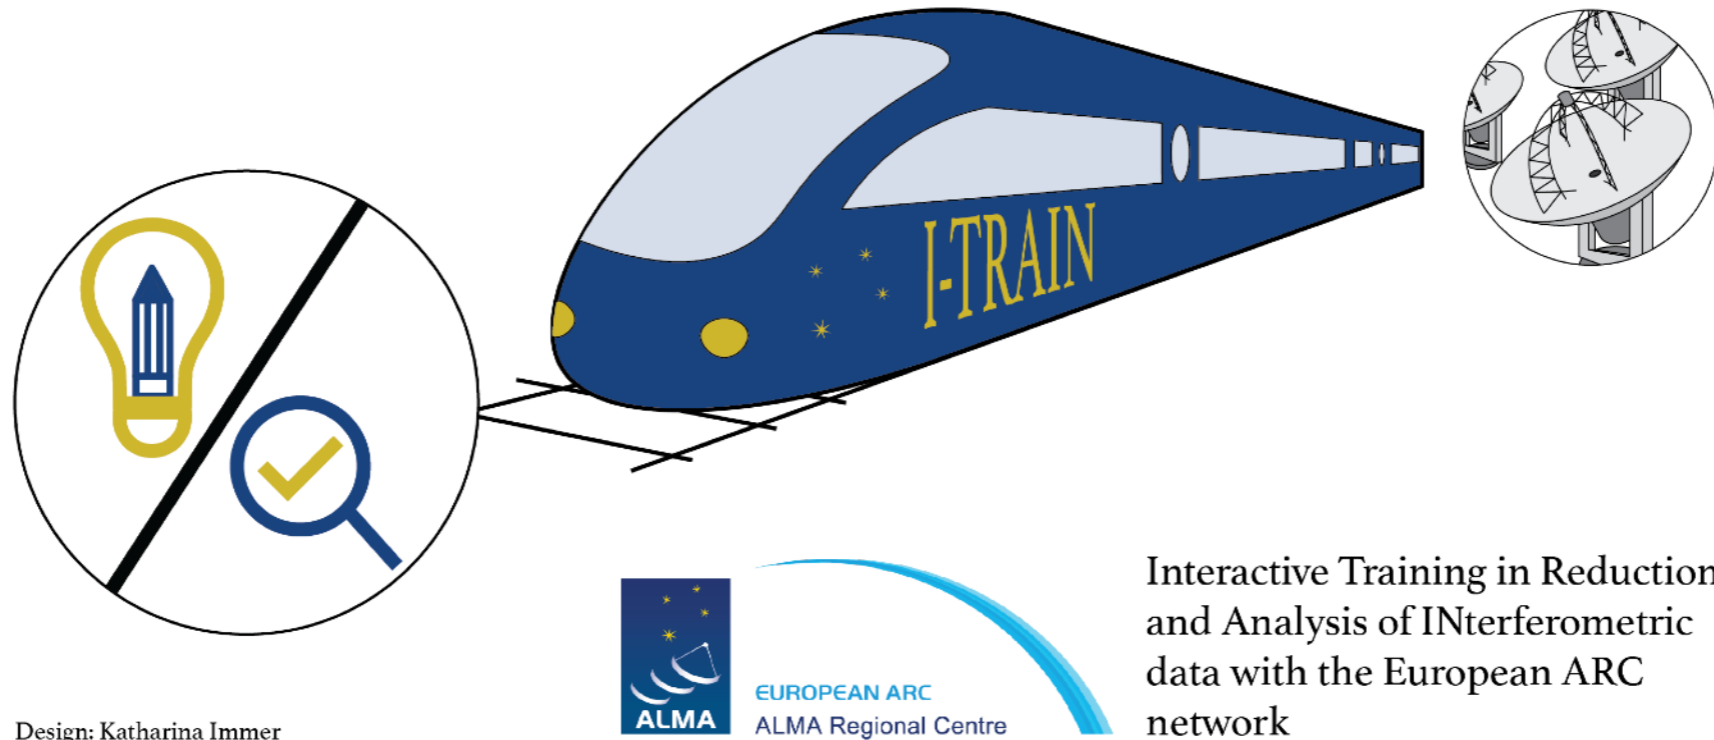 I-TRAIN
Interactive Training in Reduction
and Analysis of INterferometric
data with the European ARC
network
ALMA
EUROPEAN ARC
ALMA Regional Centre
Design: Katharina Immer